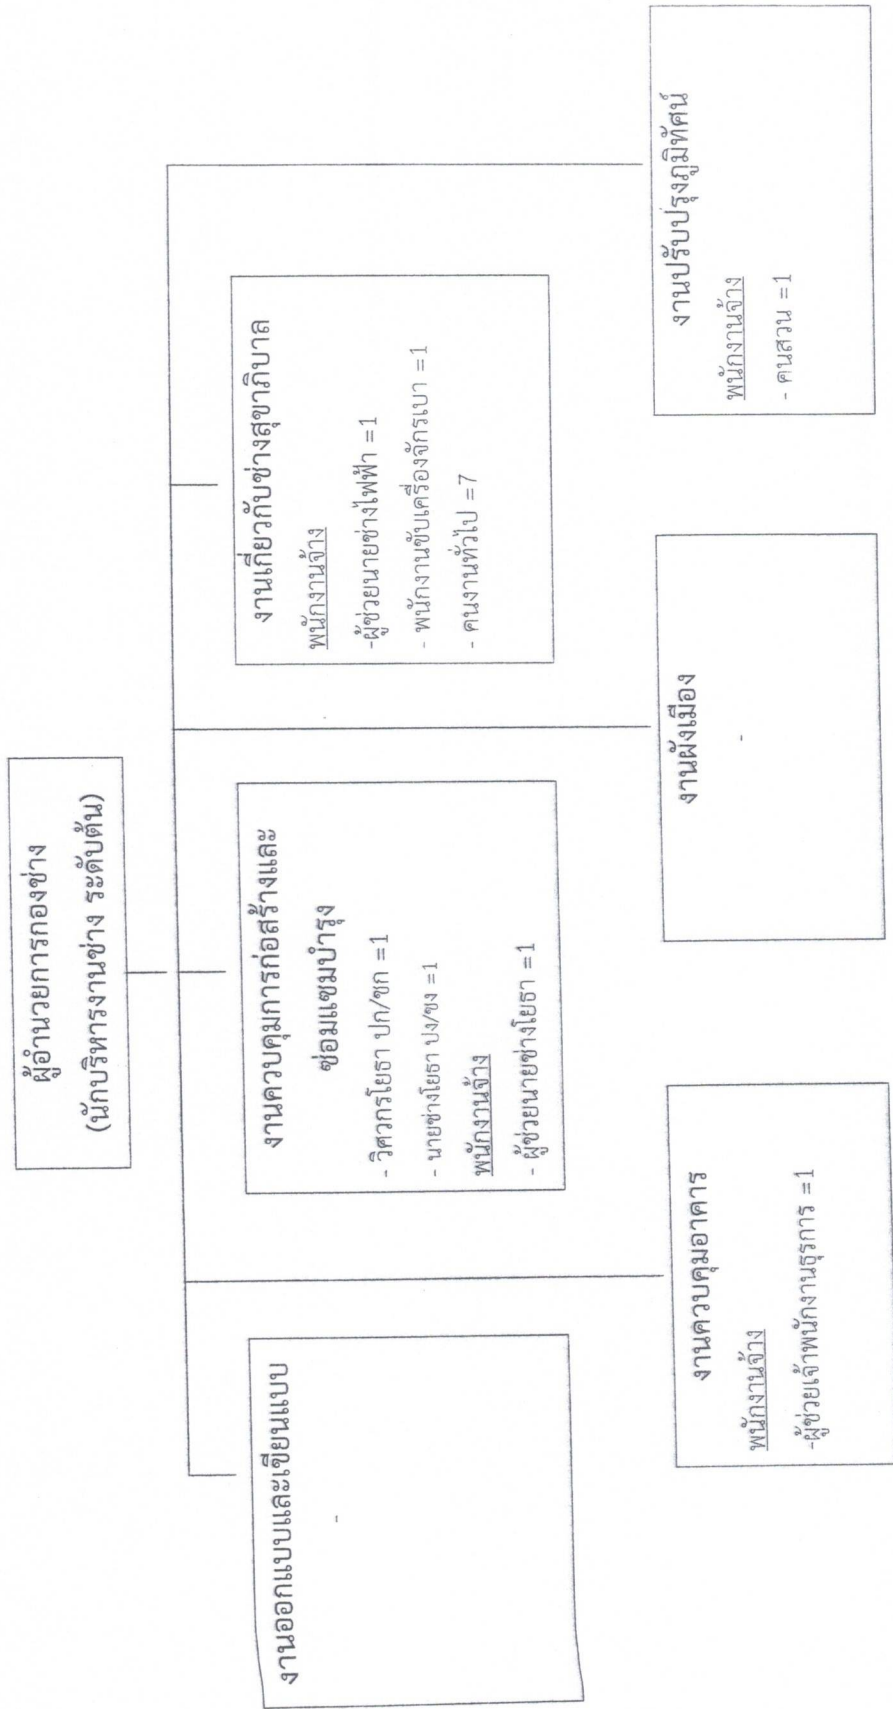 ผู้อำนวยการกองช่าง
(นักบริหารงานช่าง ระดับต้น)
งานออกแบบและเขียนแบบ
-
งานควบคุมการก่อสร้างและ
ซ่อมแซมบำรุง
- วิศวกรโยธา ปก/ชก =1
- นายช่างโยธา ปง/ชง =1
พนักงานจ้าง
- ผู้ช่วยนายช่างโยธา =1
งานเกี่ยวกับช่างสุขาภิบาล
พนักงานจ้าง
-ผู้ช่วยนายช่างไฟฟ้า =1
- พนักงานขับเครื่องจักรเบา =1
- คนงานทั่วไป =7
งานควบคุมอาคาร
พนักงานจ้าง
-ผู้ช่วยเจ้าพนักงานธุรการ =1
งานผังเมือง
-
งานปรับปรุงภูมิทัศน์
พนักงานจ้าง
- คนสวน =1